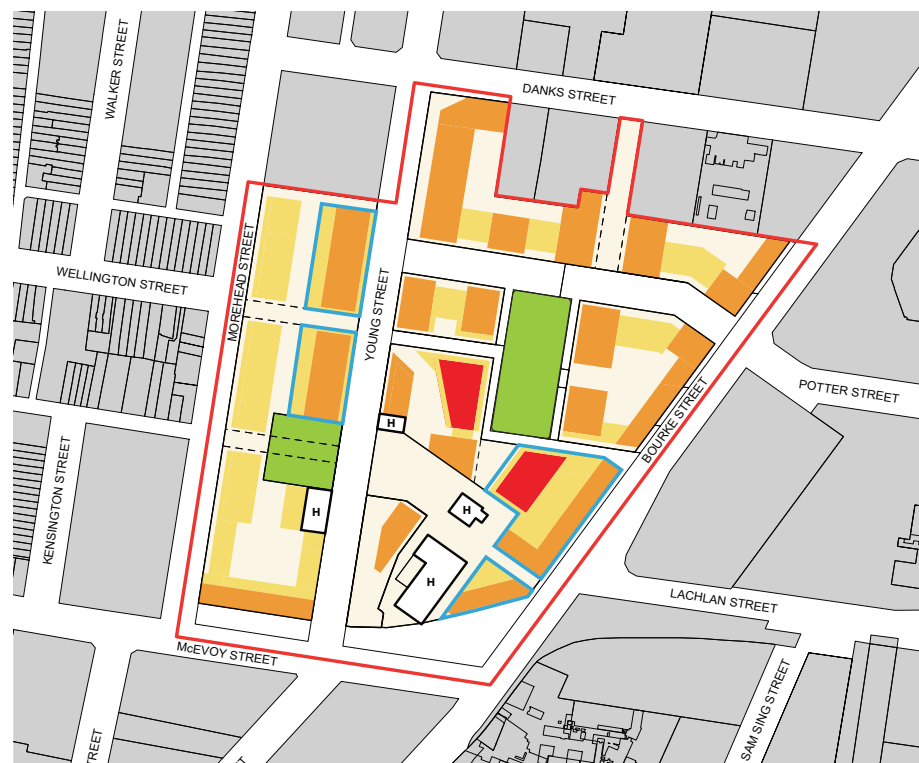 WALKER STREET
DANKS STREET
MOREHEAD STREET
WELLINGTON STREET
YOUNG STREET
POTTER STREET
BOURKE STREET
H
KENSINGTON STREET
H
H
H
LACHLAN STREET
McEVOY STREET
SAM SING STREET
STREET